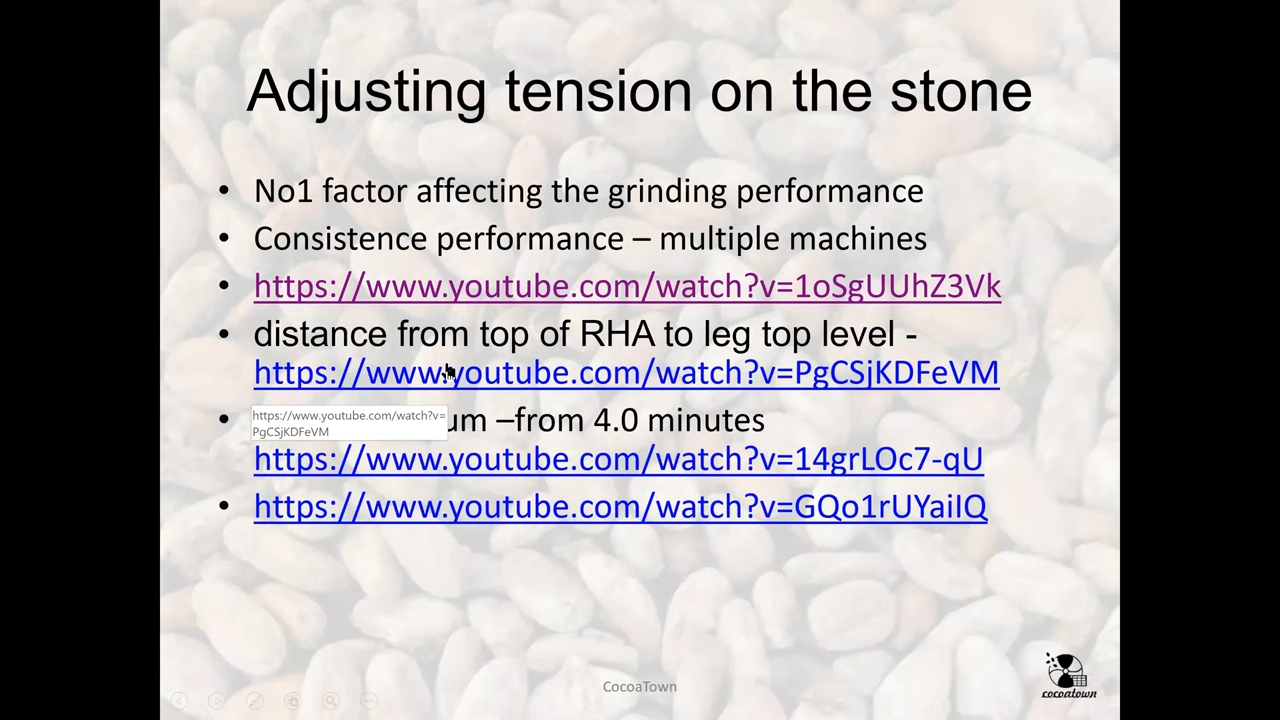 Adjusting tension on the stone
• No1 factor affecting the grinding performance
• Consistence performance – multiple machines
• https://www.youtube.com/watch?v=1oSgUUhZ3Vk
• distance from top of RHA to leg top level -
https://www.youtube.com/watch?v=PgCSjKDFeVM
https://www.youtube.com/watch?v=
PgCSjKDFeVM
• –from 4.0 minutes
https://www.youtube.com/watch?v=14grLOc7-qU
• https://www.youtube.com/watch?v=GQo1rUYaiIQ
CocoaTown
cocoatown